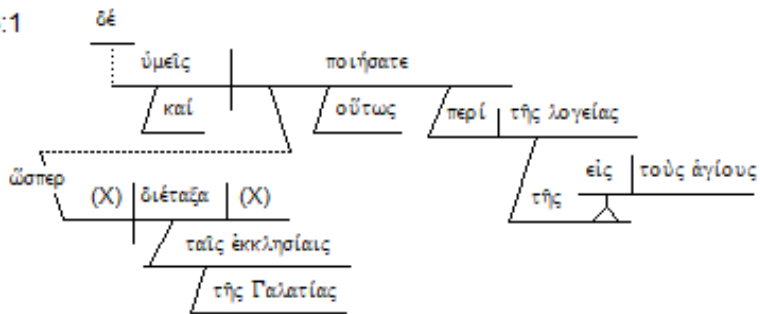 :1
δέ
ὑμεῖς ποιήσατε
καί οὕτως περί τῆς λογείας
ὥσπερ εἰς τοὺς ἁγίους
(X) διέταξα (X) τῆς
ταῖς ἐκκλησίαις
τῆς Γαλατίας